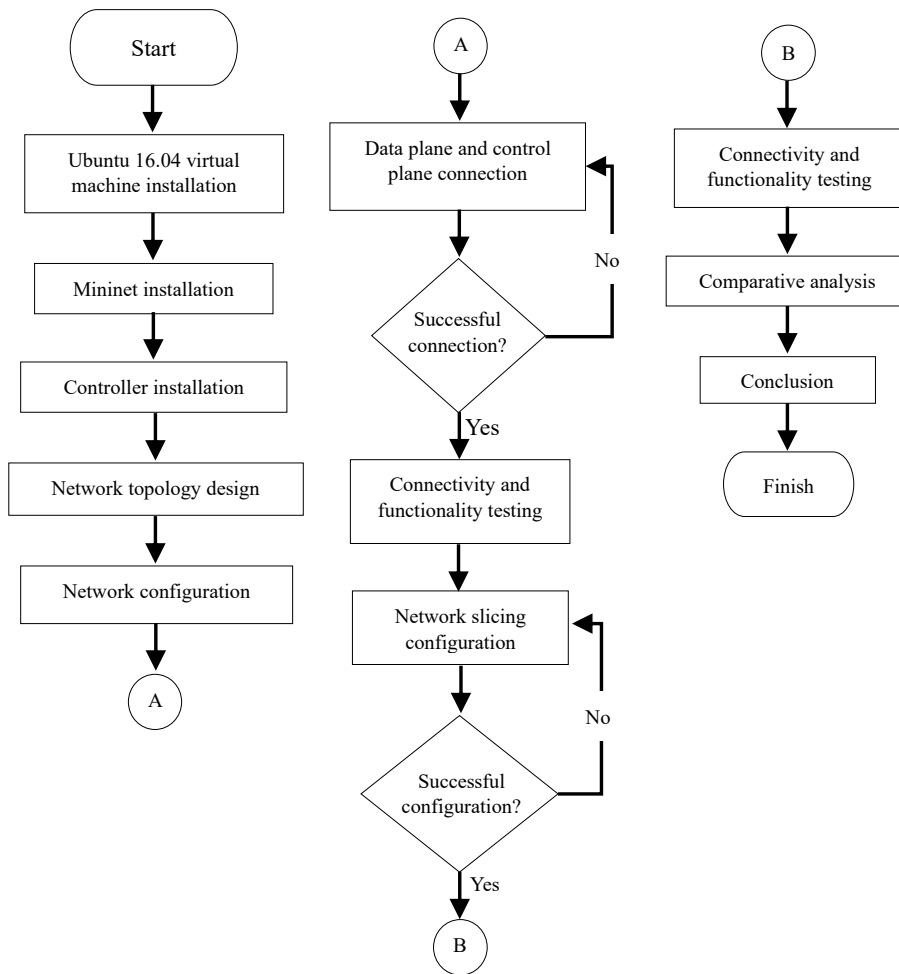 Start
Ubuntu 16.04 virtual
machine installation
Mininet installation
Controller installation
Network topology design
Network configuration
A
A
Data plane and control
plane connection
No
Successful
connection?
Yes
Connectivity and
functionality testing
Network slicing
configuration
No
Successful
configuration?
Yes
B
B
Connectivity and
functionality testing
Comparative analysis
Conclusion
Finish